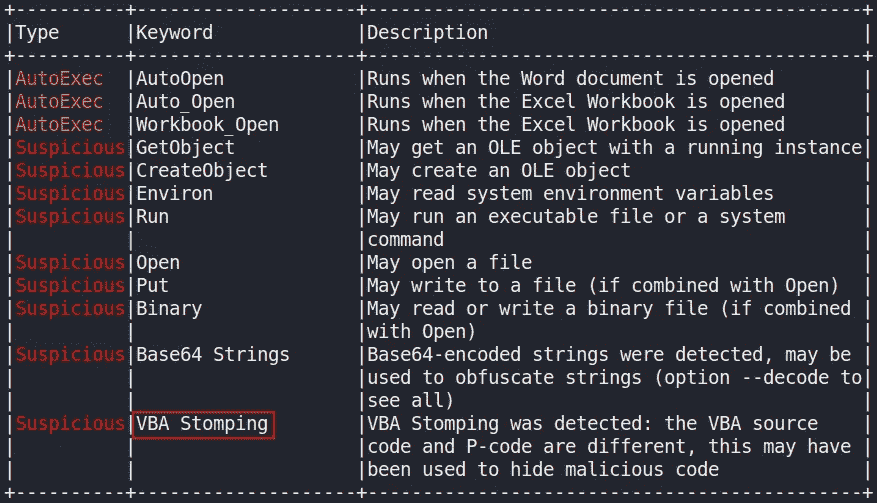 +----------+--------------------+---------------------------------------------+
|Type      |Keyword             |Description                                  |
+----------+--------------------+---------------------------------------------+
|AutoExec  |AutoOpen            |Runs when the Word document is opened        |
|AutoExec  |Auto_Open           |Runs when the Excel Workbook is opened       |
|AutoExec  |Workbook_Open       |Runs when the Excel Workbook is opened       |
|Suspicious|GetObject           |May get an OLE object with a running instance|
|Suspicious|CreateObject        |May create an OLE object                     |
|Suspicious|Environ             |May read system environment variables        |
|Suspicious|Run                 |May run an executable file or a system       |
|          |                    |command                                      |
|Suspicious|Open                |May open a file                              |
|Suspicious|Put                 |May write to a file (if combined with Open)  |
|Suspicious|Binary              |May read or write a binary file (if combined |
|          |                    |with Open)                                   |
|Suspicious|Base64 Strings      |Base64-encoded strings were detected, may be |
|          |                    |used to obfuscate strings (option --decode to|
|          |                    |see all)                                     |
|Suspicious|VBA Stomping        |VBA Stomping was detected: the VBA source    |
|          |                    |code and P-code are different, this may have |
|          |                    |been used to hide malicious code             |
+----------+--------------------+---------------------------------------------+